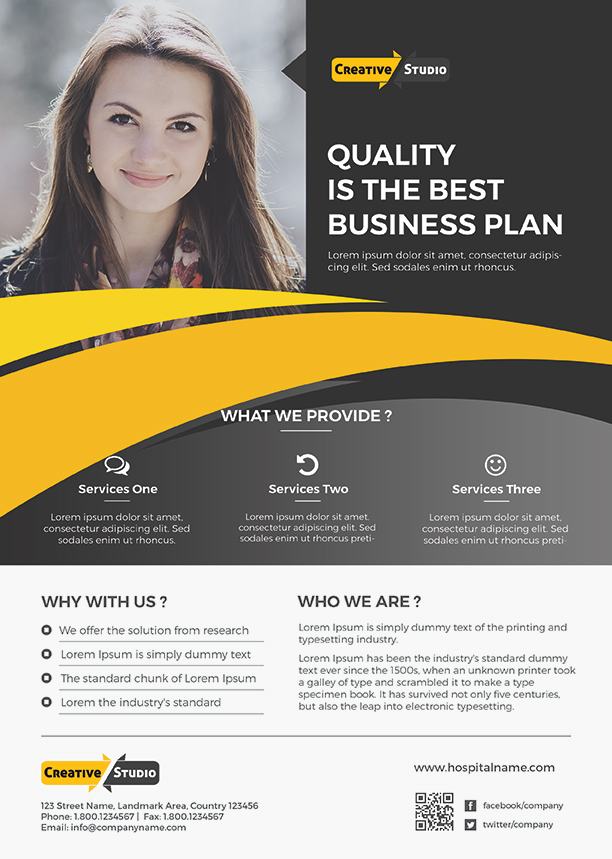 Creative Studio
QUALITY
IS THE BEST
BUSINESS PLAN
Lorem ipsum dolor sit amet, consectetur adipis-
cing elit. Sed sodales enim ut rhoncus.
WHAT WE PROVIDE ?
Services One
Lorem ipsum dolor sit amet,
consectetur adipiscing elit. Sed
sodales enim ut rhoncus.
Services Two
Lorem ipsum dolor sit amet,
consectetur adipiscing elit. Sed
sodales enim ut rhoncus preti-
Services Three
Lorem ipsum dolor sit amet,
consectetur adipiscing elit. Sed
sodales enim ut rhoncus preti-
WHY WITH US ?
We offer the solution from research
Lorem Ipsum is simply dummy text
The standard chunk of Lorem Ipsum
Lorem the industry's standard
WHO WE ARE ?
Lorem Ipsum is simply dummy text of the printing and
typesetting industry.
Lorem Ipsum has been the industry's standard dummy
text ever since the 1500s, when an unknown printer took
a galley of type and scrambled it to make a type
specimen book. It has survived not only five centuries,
but also the leap into electronic typesetting.
Creative Studio
123 Street Name, Landmark Area, Country 123456
Phone: 1.800.1234567 | Fax: 1.800.1234567
Email: info@companyname.com
www.hospitalname.com
facebook/company
twitter/company